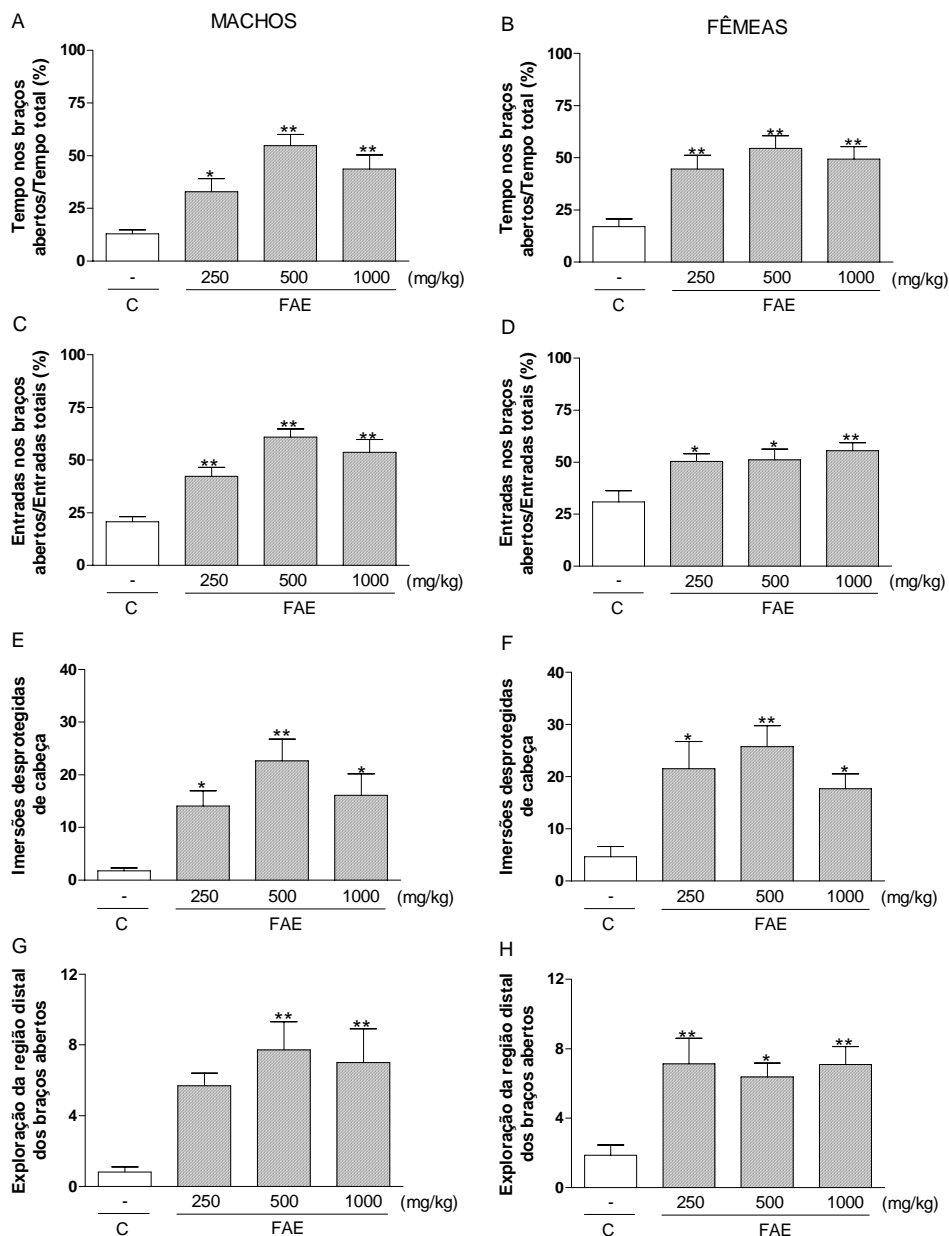 A
MACHOS
Tempo nos braços
abertos/Tempo total (%)
100
75
50
25
0
*
**
**
-
250
500
1000
(mg/kg)
C
FAE
B
FÊMEAS
Tempo nos braços
abertos/Tempo total (%)
100
75
50
25
0
**
**
**
-
250
500
1000
(mg/kg)
C
FAE
C
Entradas nos braços
abertos/Entradas totais (%)
100
75
50
25
0
**
**
**
-
250
500
1000
(mg/kg)
C
FAE
D
Entradas nos braços
abertos/Entradas totais (%)
100
75
50
25
0
*
*
**
-
250
500
1000
(mg/kg)
C
FAE
E
Imersões desprotegidas
de cabeça
40
30
20
10
0
*
**
*
-
250
500
1000
(mg/kg)
C
FAE
F
Imersões desprotegidas
de cabeça
40
30
20
10
0
*
**
*
-
250
500
1000
(mg/kg)
C
FAE
G
Exploração da região distal
dos braços abertos
12
8
4
0
**
**
-
250
500
1000
(mg/kg)
C
FAE
H
Exploração da região distal
dos braços abertos
12
8
4
0
**
*
**
-
250
500
1000
(mg/kg)
C
FAE